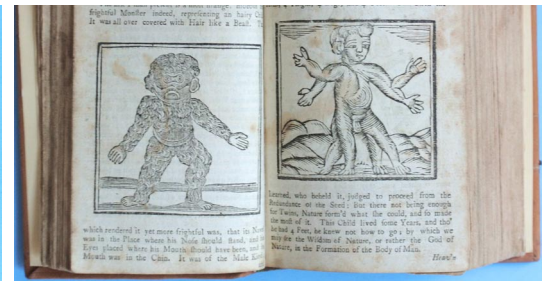 frightful Monster indeed, representing an hairy
It was all over covered with Hair like a Beast.
which rendered it yet more frightful was, that its
was in the Place where his Nose should stand, and
Eyes placed where his Mouth should have been, and
Mouth was in the Chin. It was of the Male
Learned, who beheld it, judged to proceed from the
Redundance of the Seed: But there not being enough
for Twins, Nature form'd what she could, and so made
the most of it. This Child lived some Years, and tho'
he had 4 Feet, he knew not how to go; by which we
may see the Wisdom of Nature, or rather the God of
Nature, in the Formation of the Body of Man.